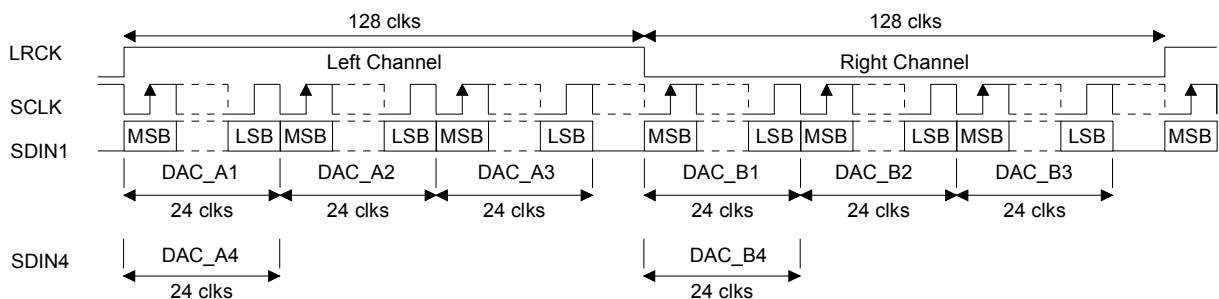 128 clks 128 clks
LRCK Left Channel Right Channel
SCLK
SDIN1 MSB LSB MSB LSB MSB LSB MSB LSB MSB LSB MSB LSB MSB
DAC_A1 DAC_A2 DAC_A3 DAC_B1 DAC_B2 DAC_B3
24 clks 24 clks 24 clks 24 clks 24 clks 24 clks
SDIN4 DAC_A4 DAC_B4
24 clks 24 clks